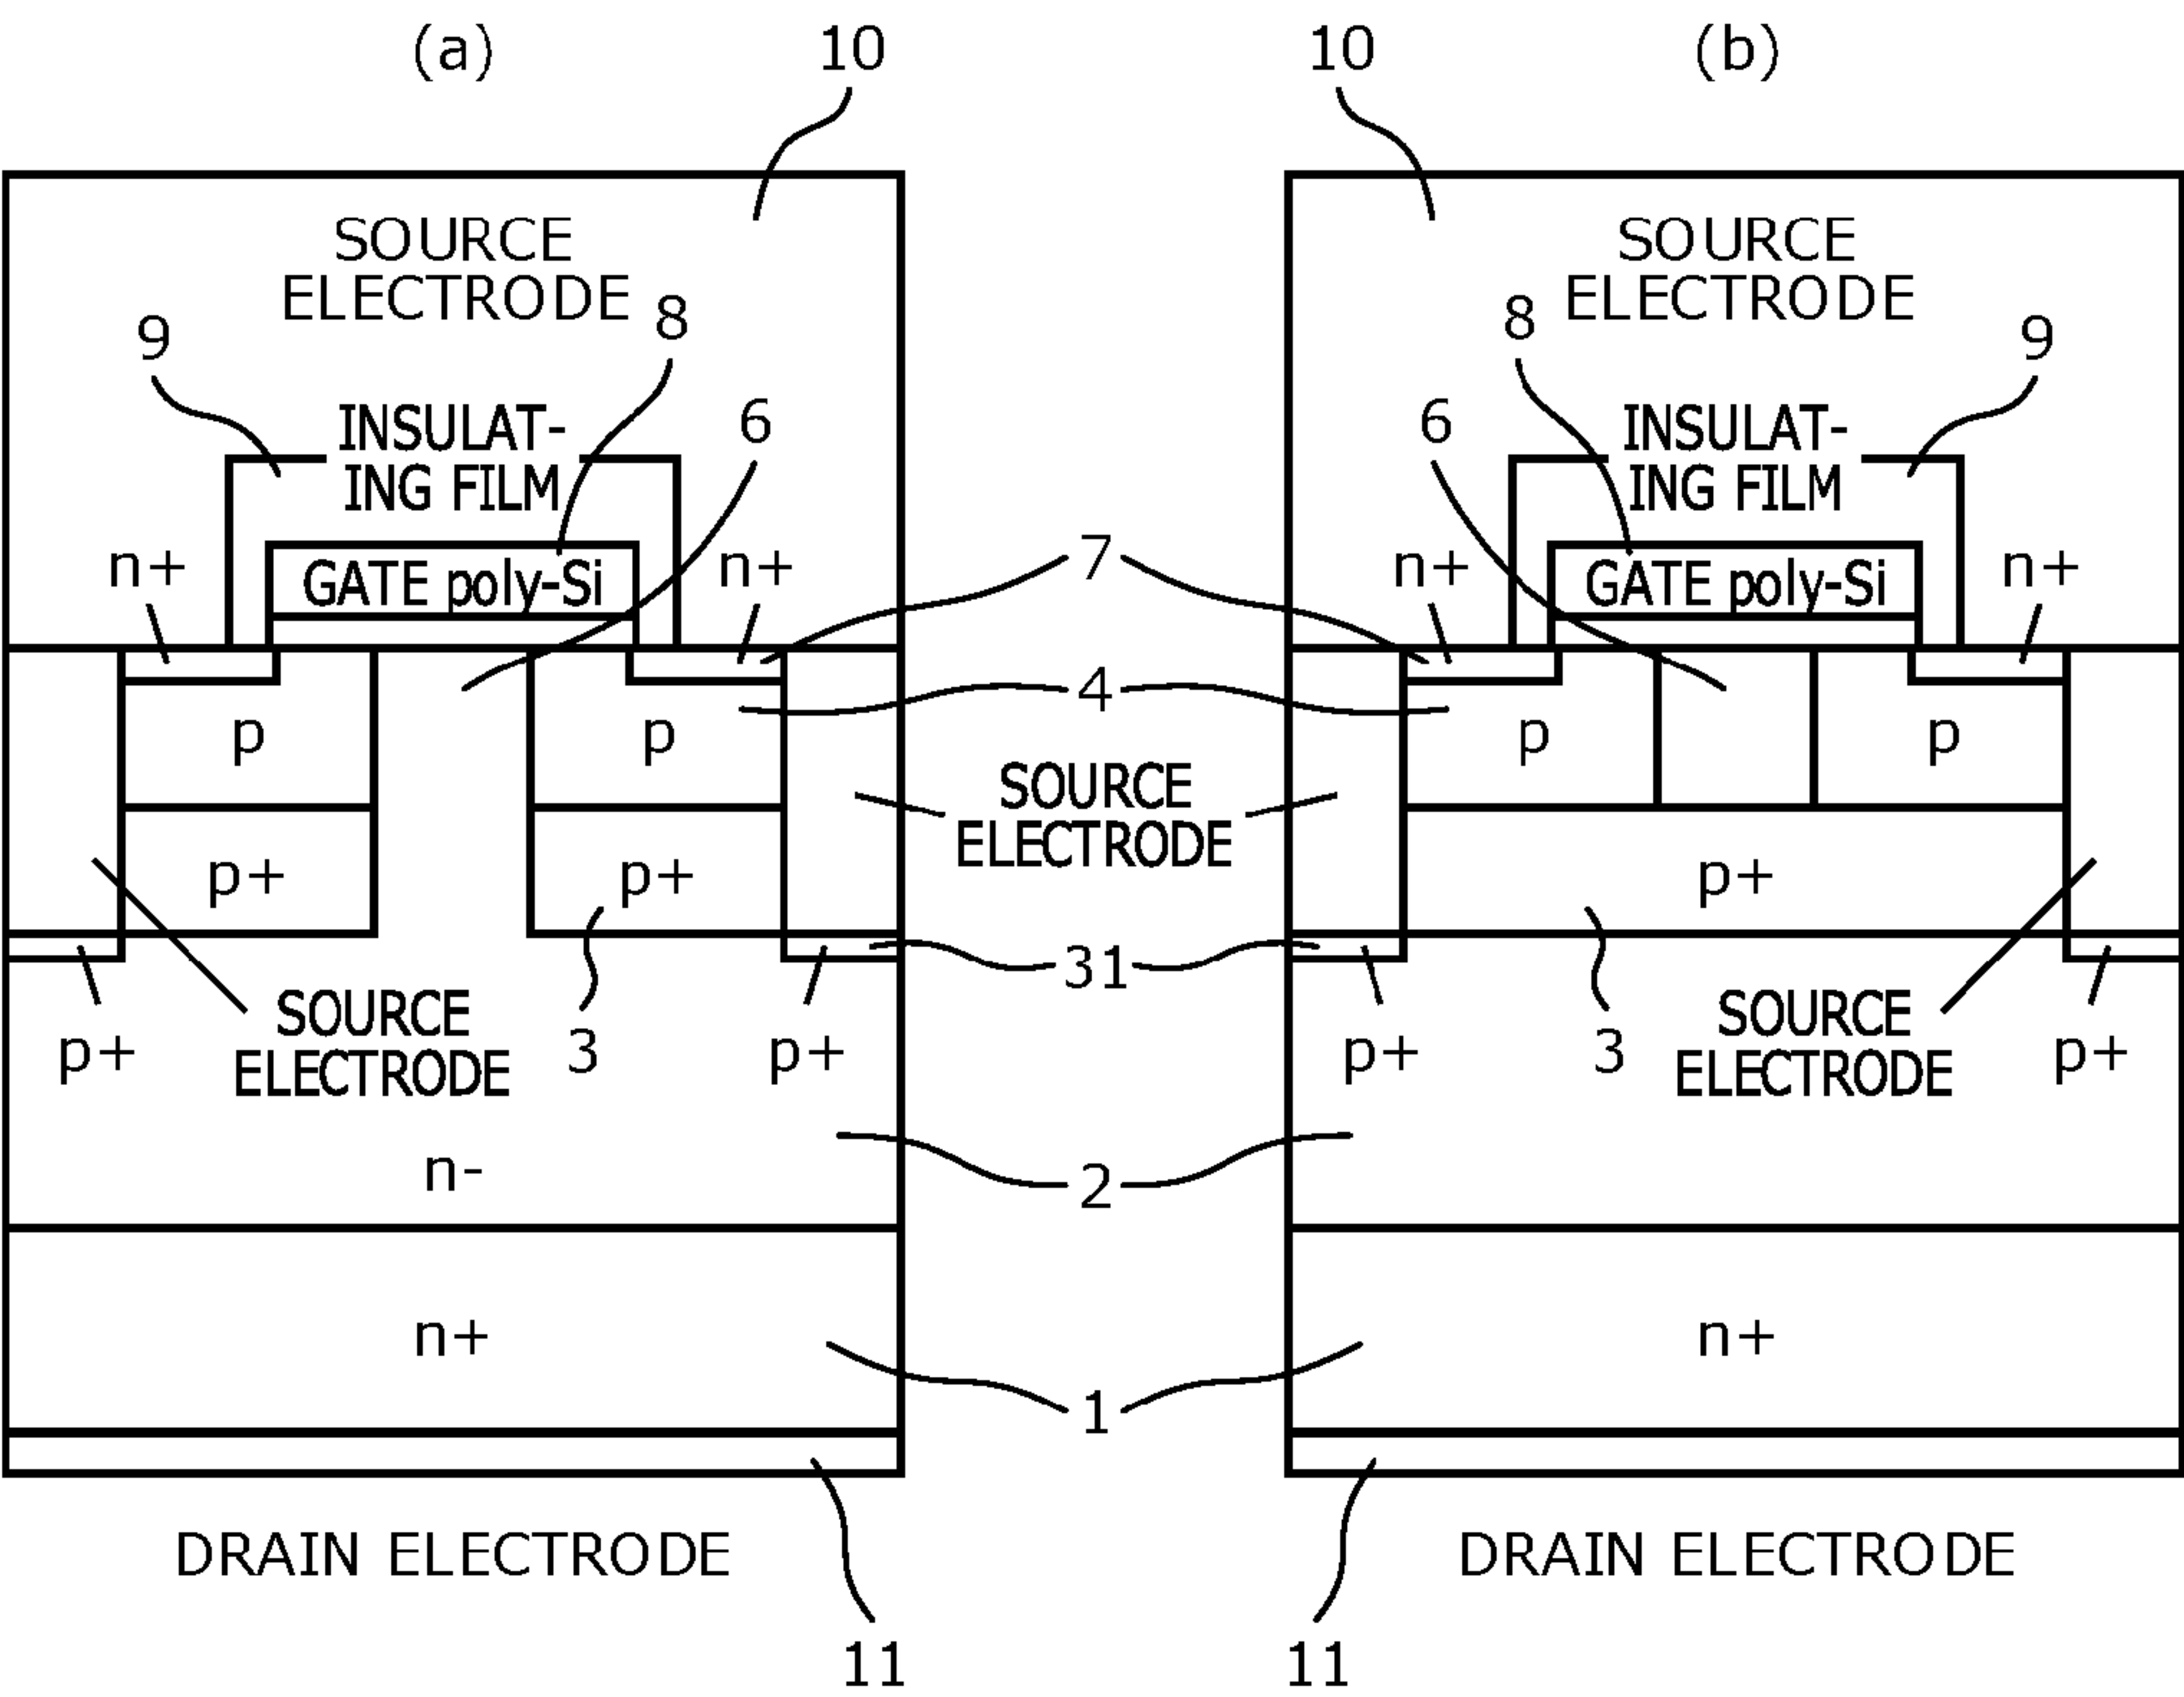 (a)
10
10
(b)
SOURCE
ELECTRODE
SOURCE
ELECTRODE
9
8
8
9
INSULAT-
ING FILM
6
6
INSULAT-
ING FILM
n+
GATE poly-Si
n+
7
n+
GATE poly-Si
n+
p
p
4
p
p
SOURCE
ELECTRODE
p+
p+
p+
31
SOURCE
ELECTRODE
SOURCE
ELECTRODE
p+
3
p+
p+
3
p+
n-
2
n+
1
n+
DRAIN ELECTRODE
DRAIN ELECTRODE
11
11